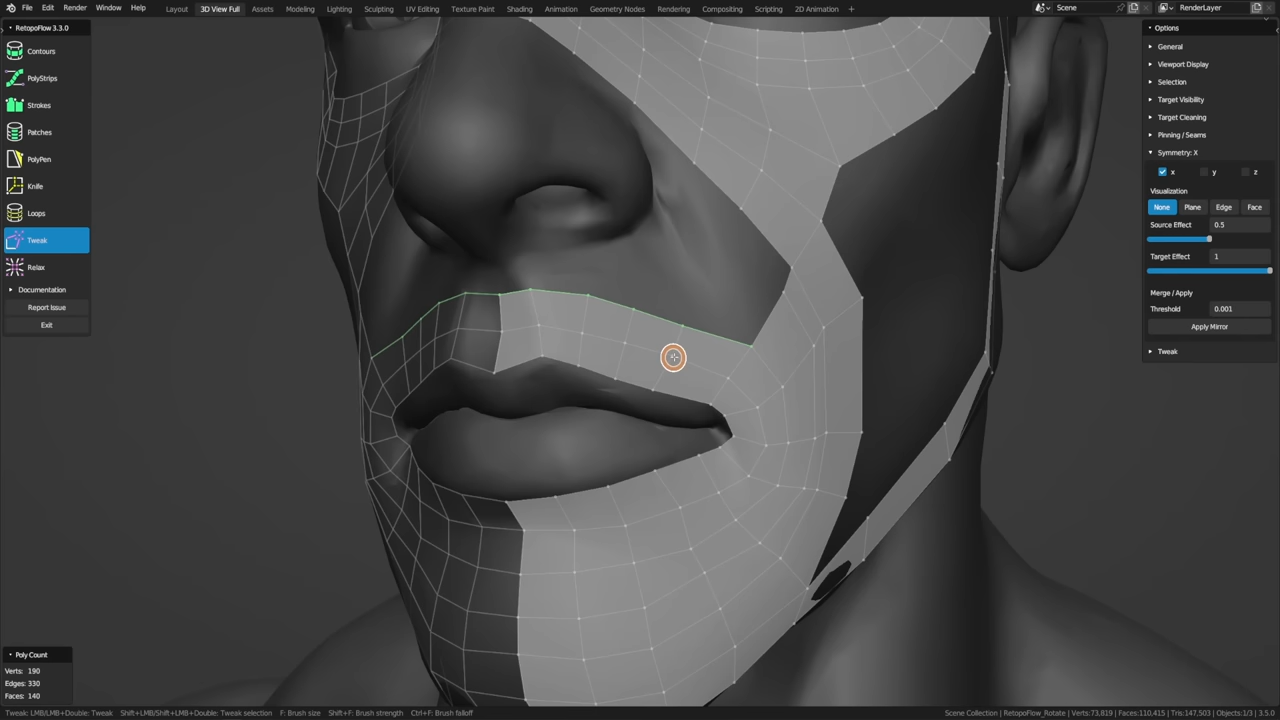 File Edit Render Window Help Layout 3D View Full Assets Modeling Lighting Sculpting UV Editing Texture Paint Shading Animation Geometry Nodes Rendering Compositing Scripting 2D Animation + Scene RenderLayer
RetopoFlow 3.3.0
Contours
PolyStrips
Strokes
Patches
PolyPen
Knife
Loops
Tweak
Relax
Documentation
Report Issue
Exit
Options
General
Viewport Display
Selection
Target Visibility
Target Cleaning
Pinning / Seams
Symmetry: X
x y z
Visualization
None Plane Edge Face
Source Effect 0.5
Target Effect 1
Merge / Apply
Threshold 0.001
Apply Mirror
Tweak
Poly Count
Verts: 190
Edges: 330
Faces: 140
Tweak: LMB/LMB+Double: Tweak Shift+LMB/Shift+LMB+Double: Tweak selection F: Brush size Shift+F: Brush strength Ctrl+F: Brush falloff Scene Collection | RetopoFlow_Rotate | Verts:73,819 | Faces:110,415 | Tris:147,503 | Objects:1/3 | 3.5.0